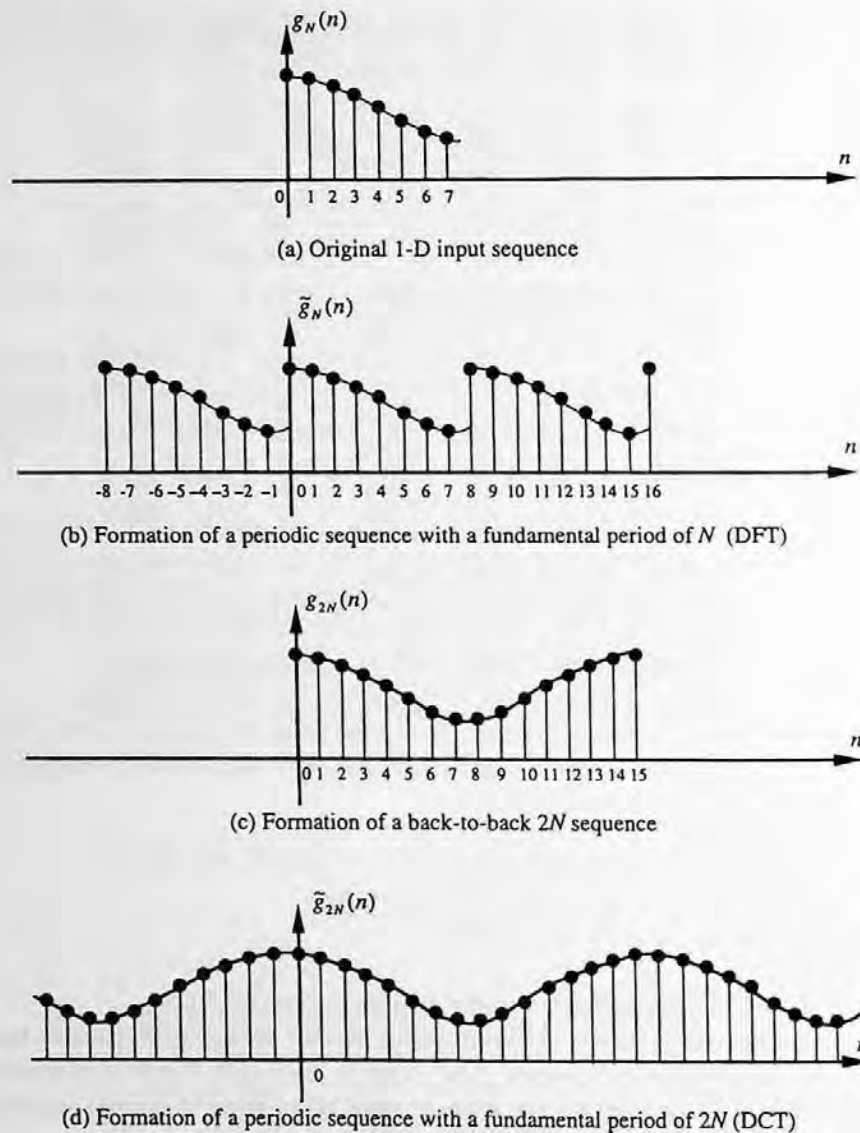 g_N(n)
n
0 1 2 3 4 5 6 7
(a) Original 1-D input sequence
g̃_N(n)
n
-8 -7 -6 -5 -4 -3 -2 -1 0 1 2 3 4 5 6 7 8 9 10 11 12 13 14 15 16
(b) Formation of a periodic sequence with a fundamental period of N (DFT)
g_{2N}(n)
n
0 1 2 3 4 5 6 7 8 9 10 11 12 13 14 15
(c) Formation of a back-to-back 2N sequence
g̃_{2N}(n)
0
(d) Formation of a periodic sequence with a fundamental period of 2N (DCT)